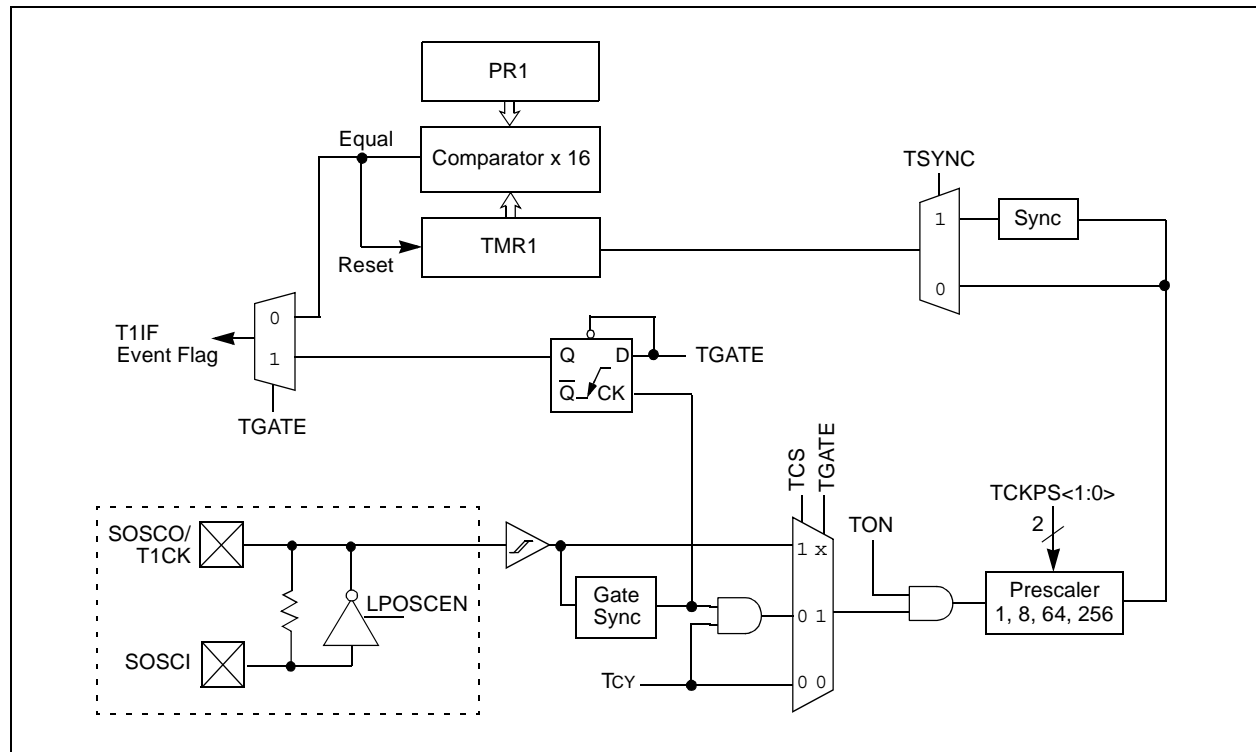 PR1
Equal
Comparator x 16
TSYNC
1
Sync
Reset
TMR1
0
0
T1IF
Event Flag
1
Q
D
TGATE
Q̅
CK
TGATE
TCS
TGATE
TCKPS<1:0>
2
SOSCO/
T1CK
TON
1 x
Prescaler
1, 8, 64, 256
LPOSCEN
Gate
Sync
0 1
SOSCI
TCY
0 0